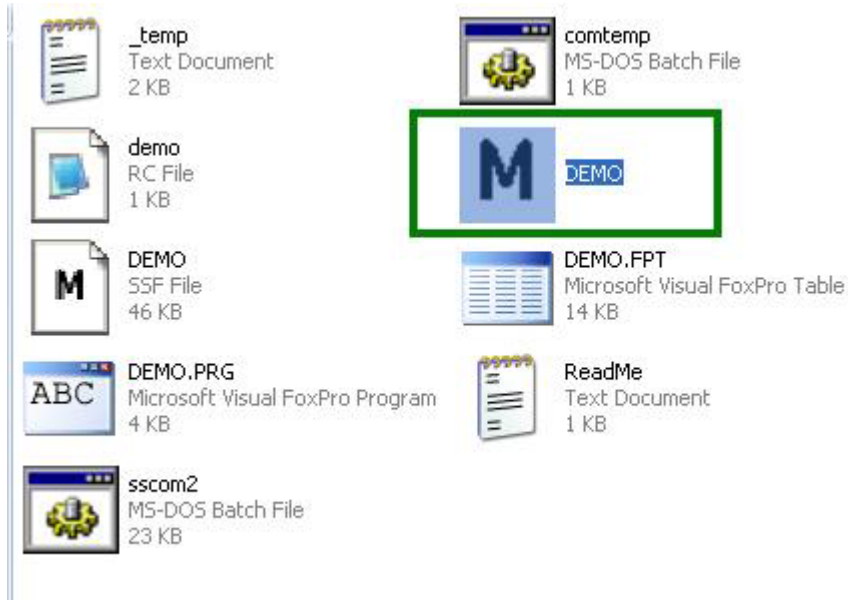 _temp
Text Document
2 KB
comtemp
MS-DOS Batch File
1 KB
demo
RC File
1 KB
M
DEMO
M
DEMO
SSF File
46 KB
DEMO.FPT
Microsoft Visual FoxPro Table
14 KB
ABC
DEMO.PRG
Microsoft Visual FoxPro Program
4 KB
ReadMe
Text Document
1 KB
sscom2
MS-DOS Batch File
23 KB